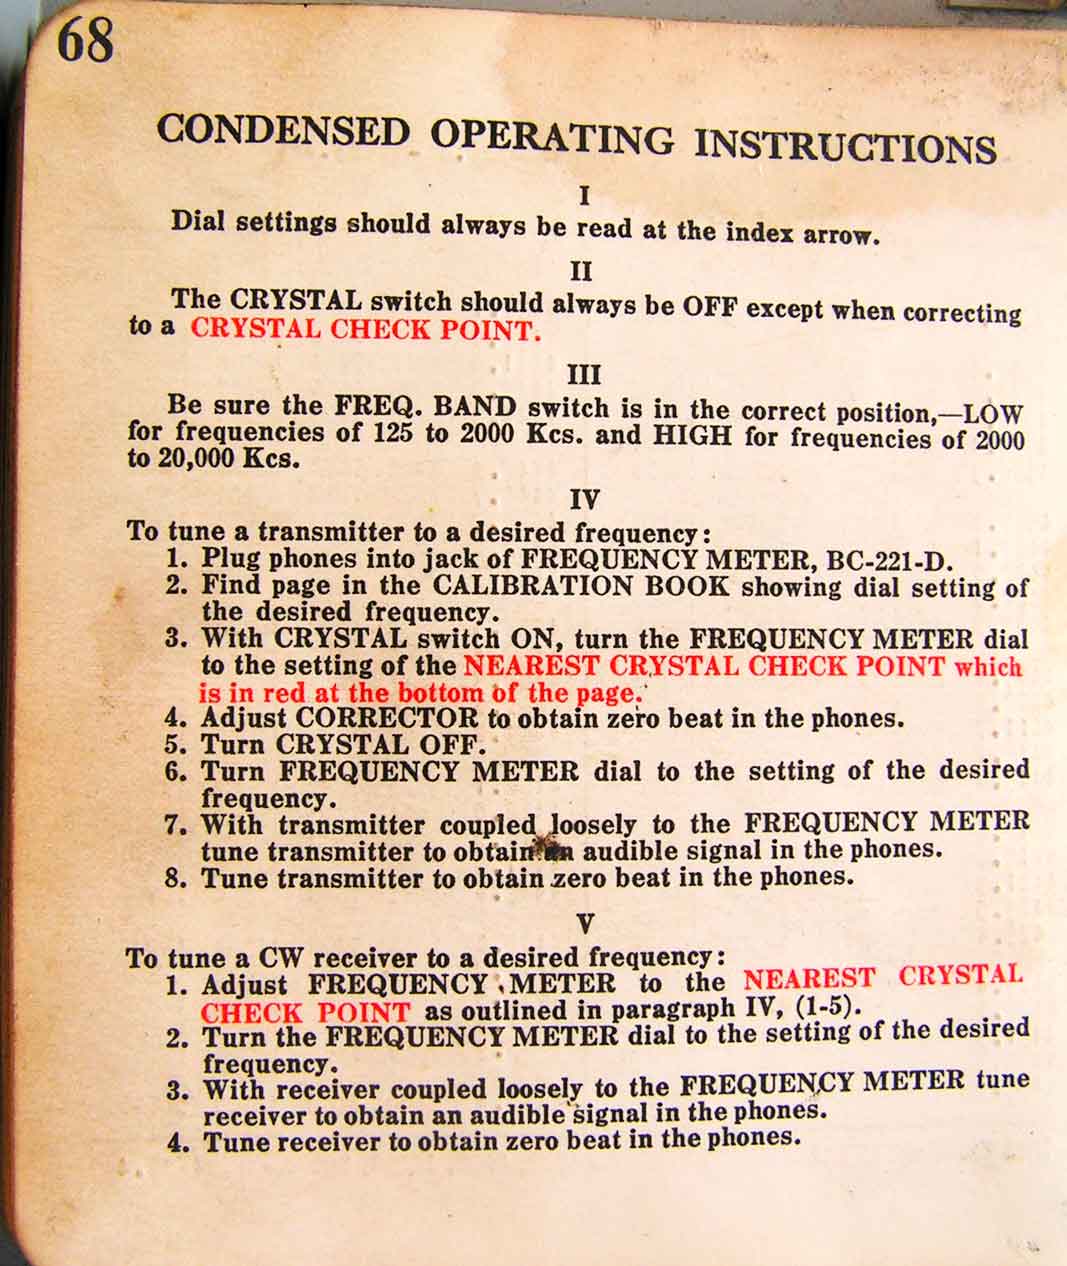 68
CONDENSED OPERATING INSTRUCTIONS
I
Dial settings should always be read at the index arrow.
II
The CRYSTAL switch should always be OFF except when correcting
to a CRYSTAL CHECK POINT.
III
Be sure the FREQ. BAND switch is in the correct position,—LOW
for frequencies of 125 to 2000 Kcs. and HIGH for frequencies of 2000
to 20,000 Kcs.
IV
To tune a transmitter to a desired frequency:
1. Plug phones into jack of FREQUENCY METER, BC-221-D.
2. Find page in the CALIBRATION BOOK showing dial setting of
the desired frequency.
3. With CRYSTAL switch ON, turn the FREQUENCY METER dial
to the setting of the NEAREST CRYSTAL CHECK POINT which
is in red at the bottom of the page.
4. Adjust CORRECTOR to obtain zero beat in the phones.
5. Turn CRYSTAL OFF.
6. Turn FREQUENCY METER dial to the setting of the desired
frequency.
7. With transmitter coupled loosely to the FREQUENCY METER
tune transmitter to obtain an audible signal in the phones.
8. Tune transmitter to obtain zero beat in the phones.
V
To tune a CW receiver to a desired frequency:
1. Adjust FREQUENCY METER to the NEAREST CRYSTAL
CHECK POINT as outlined in paragraph IV, (1-5).
2. Turn the FREQUENCY METER dial to the setting of the desired
frequency.
3. With receiver coupled loosely to the FREQUENCY METER tune
receiver to obtain an audible signal in the phones.
4. Tune receiver to obtain zero beat in the phones.